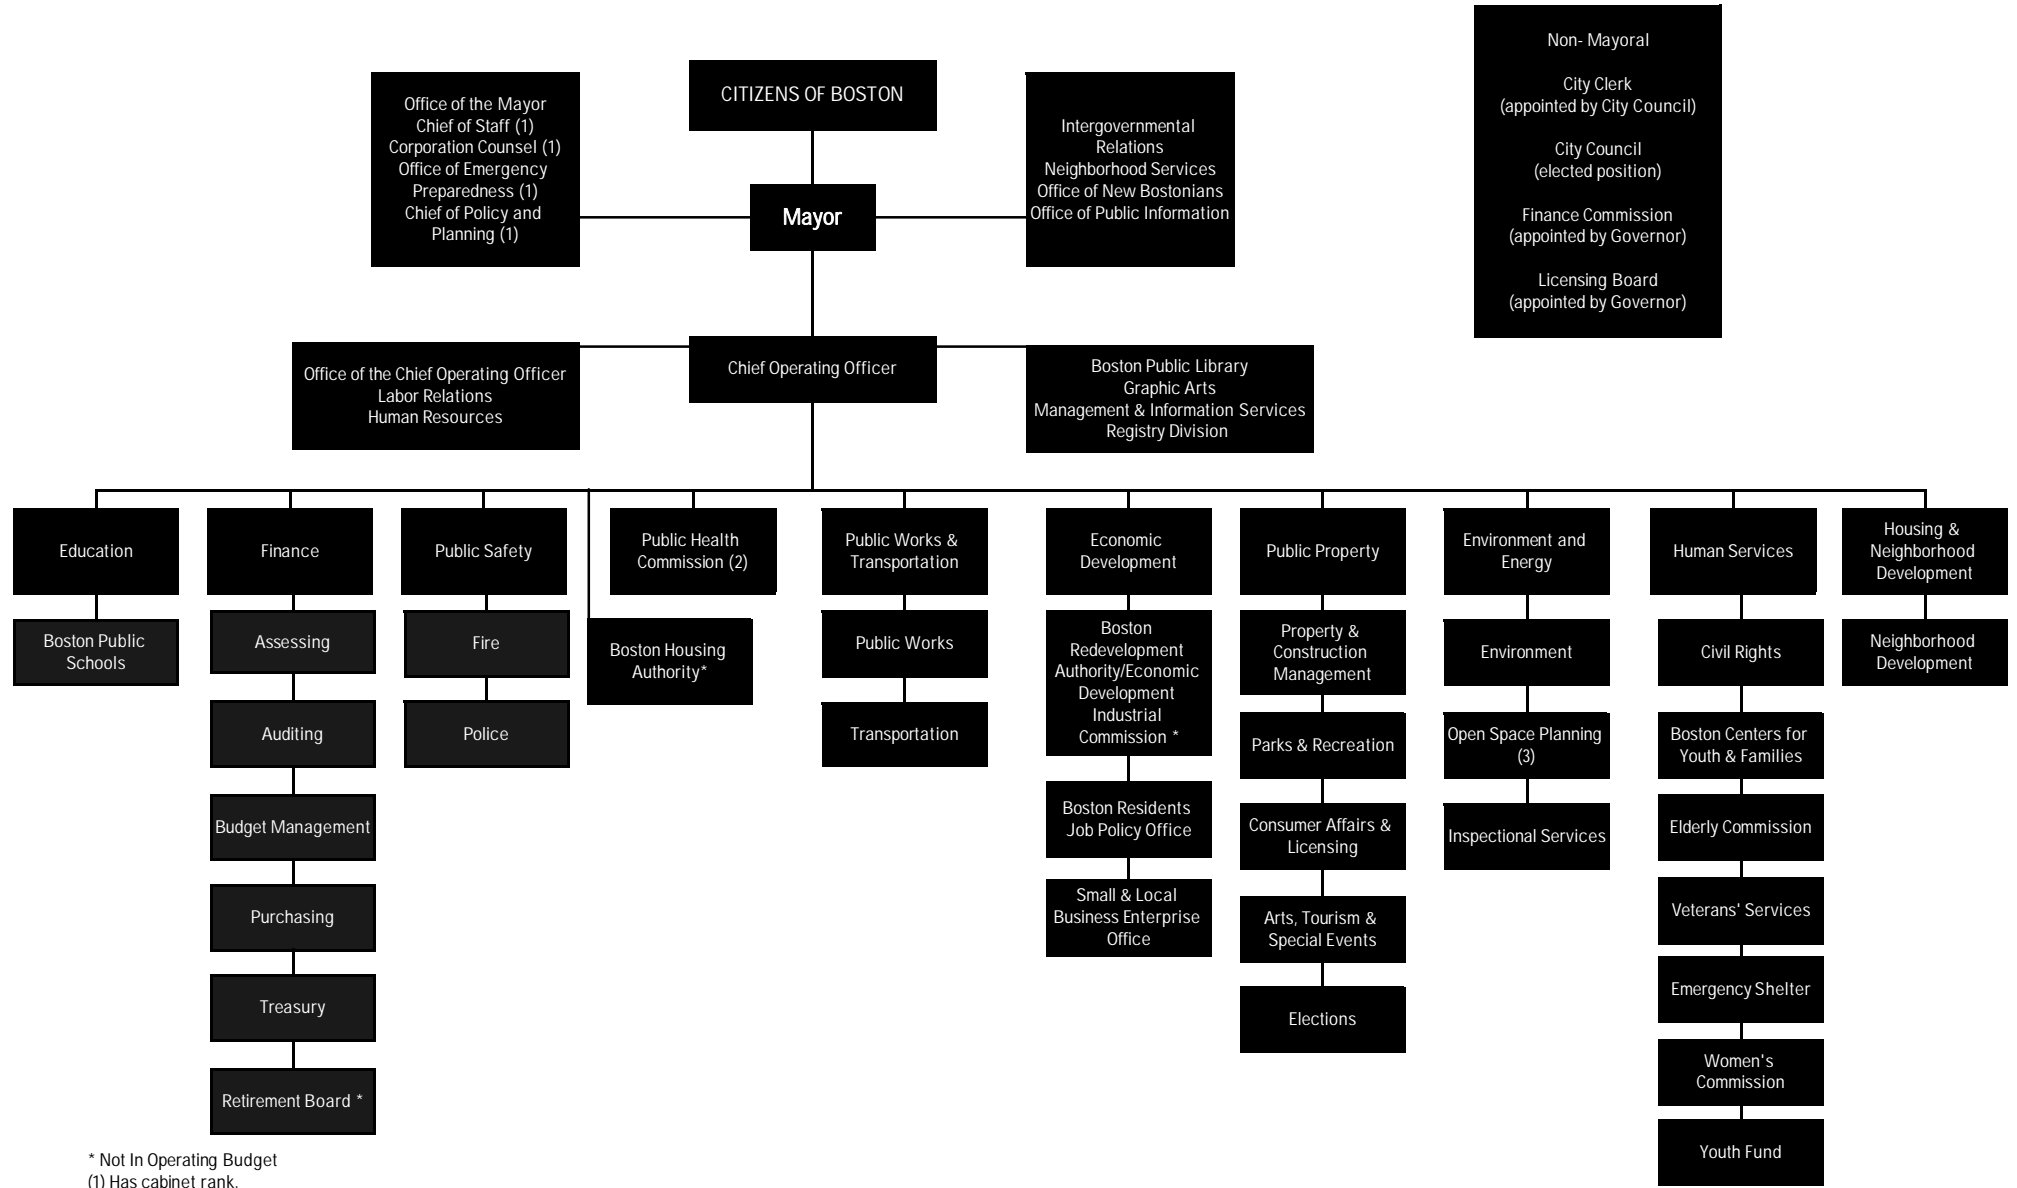 Non- Mayoral
City Clerk
(appointed by City Council)
City Council
(elected position)
Finance Commission
(appointed by Governor)
Licensing Board
(appointed by Governor)
CITIZENS OF BOSTON
Office of the Mayor
Chief of Staff (1)
Corporation Counsel (1)
Office of Emergency
Preparedness (1)
Chief of Policy and
Planning (1)
Mayor
Intergovernmental
Relations
Neighborhood Services
Office of New Bostonians
Office of Public Information
Office of the Chief Operating Officer
Labor Relations
Human Resources
Chief Operating Officer
Boston Public Library
Graphic Arts
Management & Information Services
Registry Division
Education
Boston Public
Schools
Finance
Assessing
Auditing
Budget Management
Purchasing
Treasury
Retirement Board *
Public Safety
Fire
Police
Boston Housing
Authority*
Public Health
Commission (2)
Public Works &
Transportation
Public Works
Transportation
Economic
Development
Boston
Redevelopment
Authority/Economic
Development
Industrial
Commission *
Boston Residents
Job Policy Office
Small & Local
Business Enterprise
Office
Public Property
Property &
Construction
Management
Parks & Recreation
Consumer Affairs &
Licensing
Arts, Tourism &
Special Events
Elections
Environment and
Energy
Environment
Open Space Planning
(3)
Inspectional Services
Human Services
Civil Rights
Boston Centers for
Youth & Families
Elderly Commission
Veterans' Services
Emergency Shelter
Women's
Commission
Youth Fund
Housing &
Neighborhood
Development
Neighborhood
Development
* Not In Operating Budget
(1) Has cabinet rank.